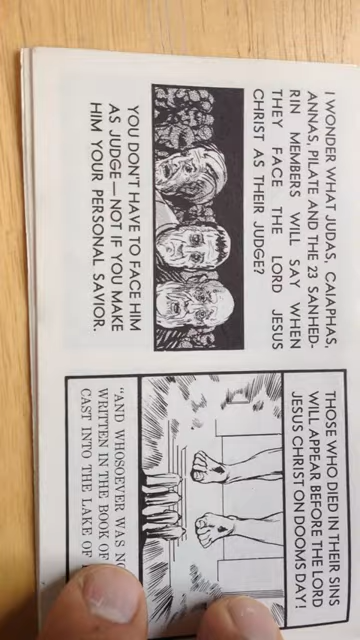 I WONDER WHAT JUDAS, CAIAPHAS,
ANNAS, PILATE AND THE 23 SANHED-
RIN MEMBERS WILL SAY WHEN
THEY FACE THE LORD JESUS
CHRIST AS THEIR JUDGE?
YOU DON'T HAVE TO FACE HIM
AS JUDGE—NOT IF YOU MAKE
HIM YOUR PERSONAL SAVIOR.
THOSE WHO DIED IN THEIR SINS
WILL APPEAR BEFORE THE LORD
JESUS CHRIST ON DOOMS DAY!
"AND WHOSOEVER WAS
WRITTEN IN THE BOOK OF
CAST INTO THE LAKE OF